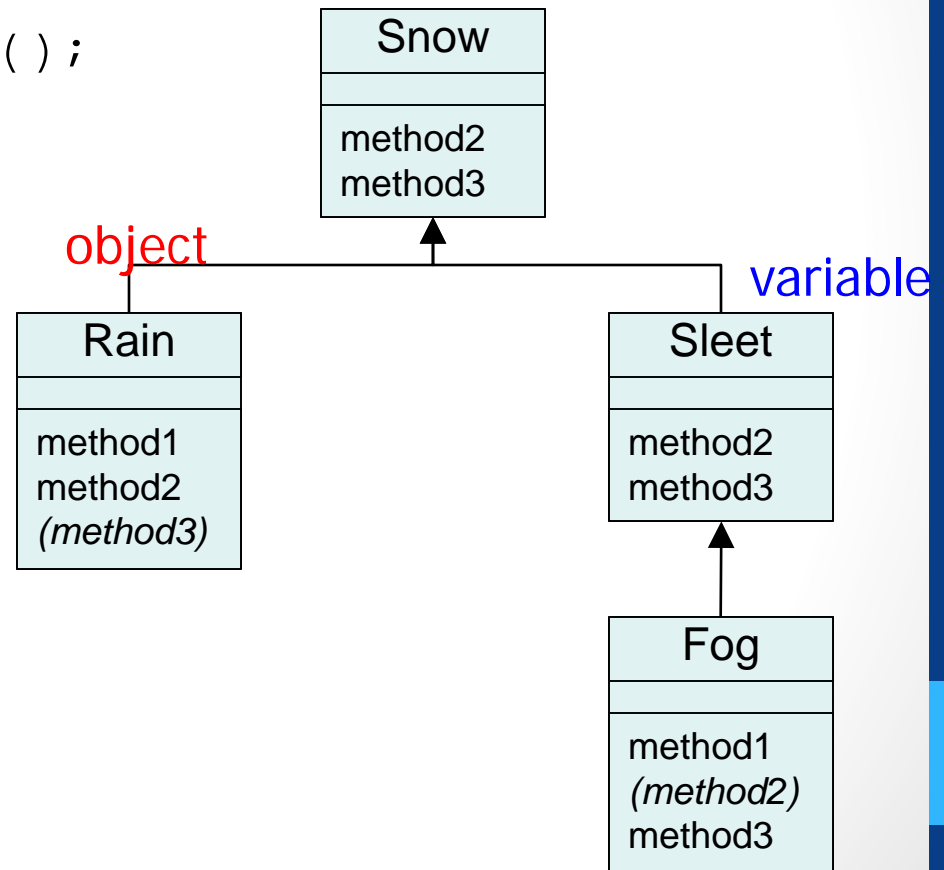 ();
Snow
method2
method3
object
variable
Rain
method1
method2
(method3)
Sleet
method2
method3
Fog
method1
(method2)
method3